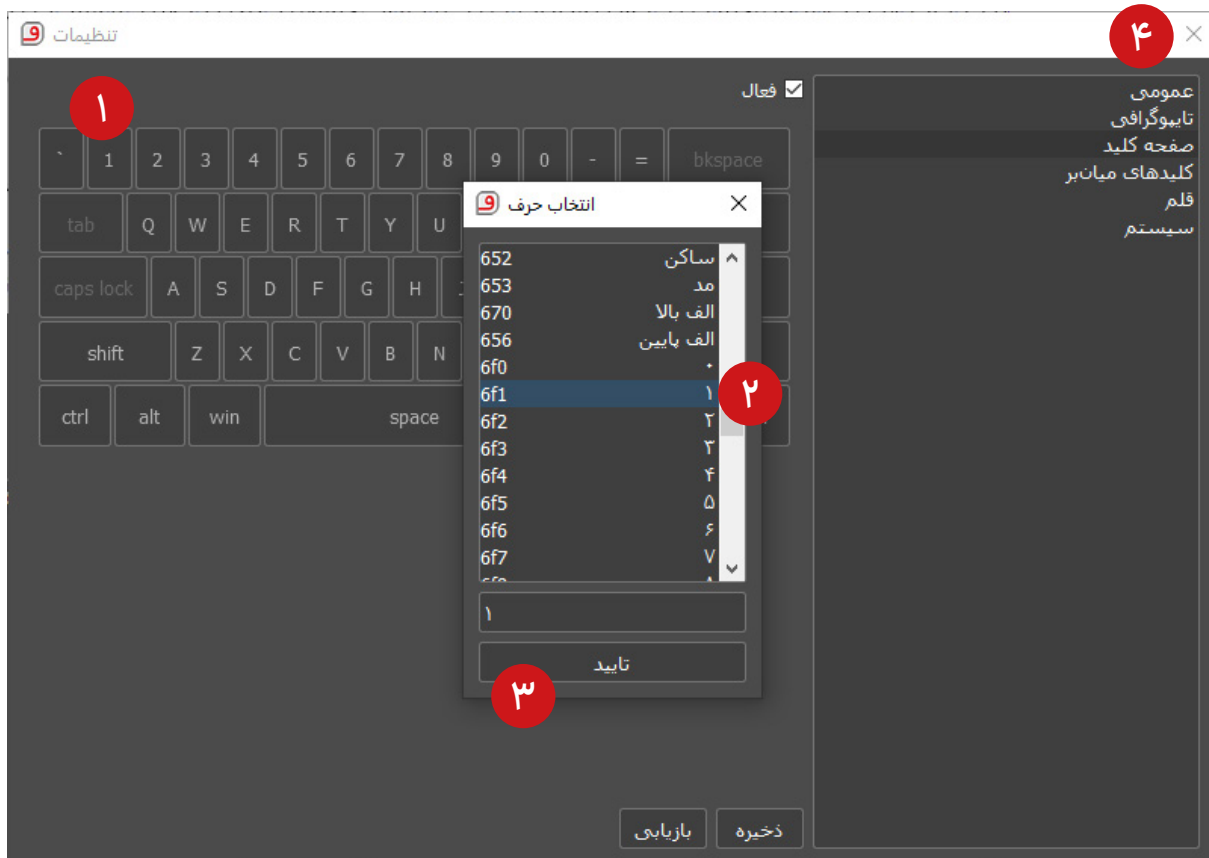 تنظیمات
۴
فعال
عمومی
تایپوگرافی
صفحه کلید
کلیدهای میان‌بر
قلم
سیستم
۱
` 1 2 3 4 5 6 7 8 9 0 - = bkspace
tab Q W E R T Y U
caps lock A S D F G H
shift Z X C V B N
ctrl alt win space
انتخاب حرف
ساکن 652
مد 653
الف بالا 670
الف پایین 656
۰ 6f0
۱ 6f1
۲
۲ 6f2
۳ 6f3
۴ 6f4
۵ 6f5
۶ 6f6
۷ 6f7
۱
تایید
۳
ذخیره
بازیابی